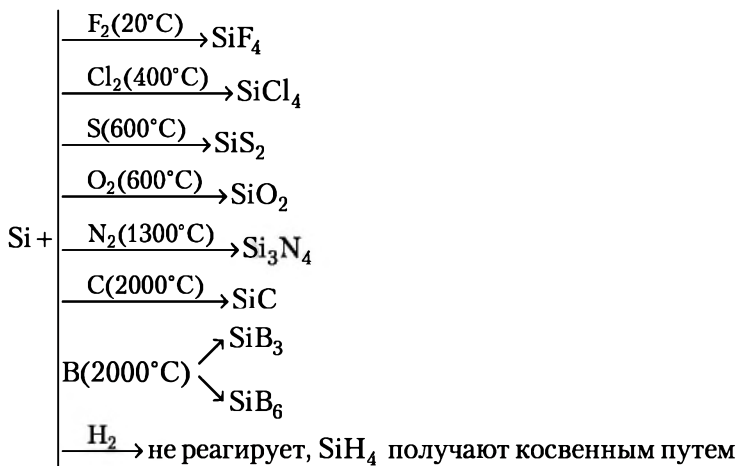 F₂(20°C) → SiF₄
Cl₂(400°C) → SiCl₄
S(600°C) → SiS₂
O₂(600°C) → SiO₂
Si + N₂(1300°C) → Si₃N₄
C(2000°C) → SiC
SiB₃
B(2000°C)
SiB₆
H₂ → не реагирует, SiH₄ получают косвенным путем